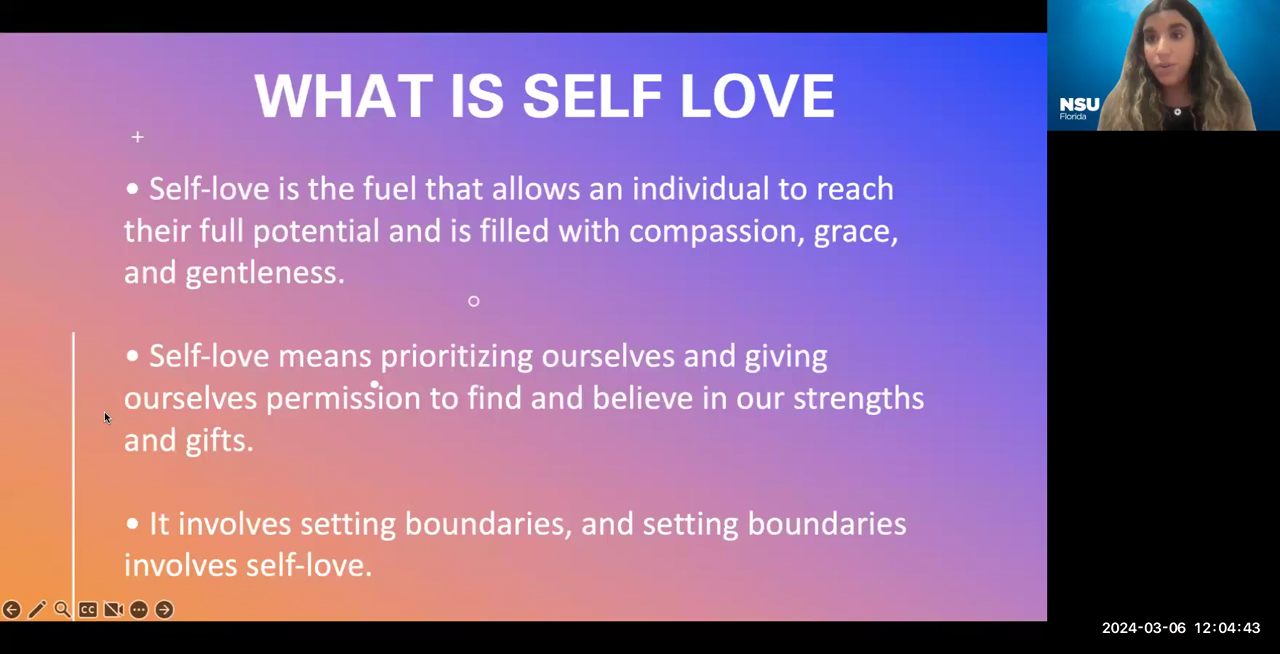 WHAT IS SELF LOVE
• Self-love is the fuel that allows an individual to reach
their full potential and is filled with compassion, grace,
and gentleness.
• Self-love means prioritizing ourselves and giving
ourselves permission to find and believe in our strengths
and gifts.
• It involves setting boundaries, and setting boundaries
involves self-love.
CC
NSU
Florida
2024-03-06 12:04:43